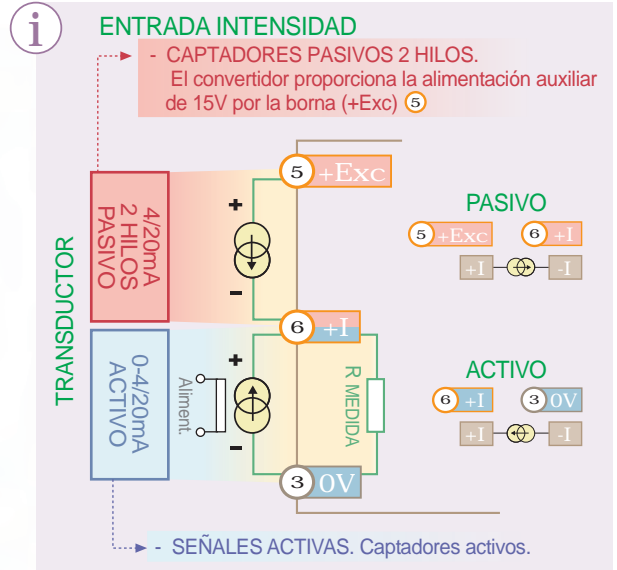 i
ENTRADA INTENSIDAD
- CAPTADORES PASIVOS 2 HILOS.
El convertidor proporciona la alimentación auxiliar
de 15V por la borna (+Exc) 5
TRANSDUCTOR
4/20mA
2 HILOS
PASIVO
+
-
5 +Exc
6 +I
0-4/20mA
ACTIVO
Aliment.
+
-
R MEDIDA
3 0V
PASIVO
5 +Exc 6 +I
+I -I
ACTIVO
6 +I 3 0V
+I -I
- SEÑALES ACTIVAS. Captadores activos.